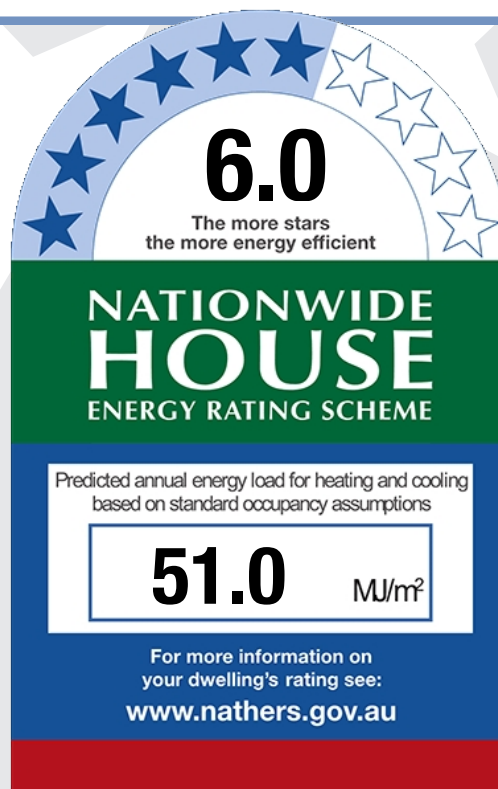 6.0
The more stars
the more energy efficient
NATIONWIDE
HOUSE
ENERGY RATING SCHEME
Predicted annual energy load for heating and cooling
based on standard occupancy assumptions
51.0 MJ/m²
For more information on
your dwelling's rating see:
www.nathers.gov.au